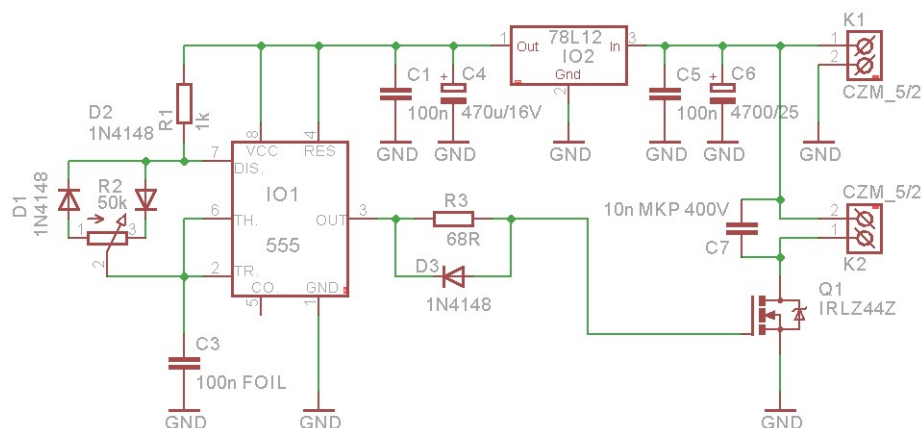 K1
1
2
CZM_5/2
1 Out 78L12 In 3
IO2
Gnd
2
C1
100n
C4
+
470u/16V
C5
100n
C6
+
4700/25
GND
GND
GND
GND
GND
GND
R1
1k
D2
1N4148
D1
1N4148
R2
50k
1
3
2
8
VCC
4
RES
7
DIS.
6
TH.
2
TR.
CO.
5
GND
1
OUT
3
IO1
555
R3
68R
D3
1N4148
10n MKP 400V
C7
CZM_5/2
2
1
K2
Q1
IRLZ44Z
C3
100n FOIL
GND
GND
GND